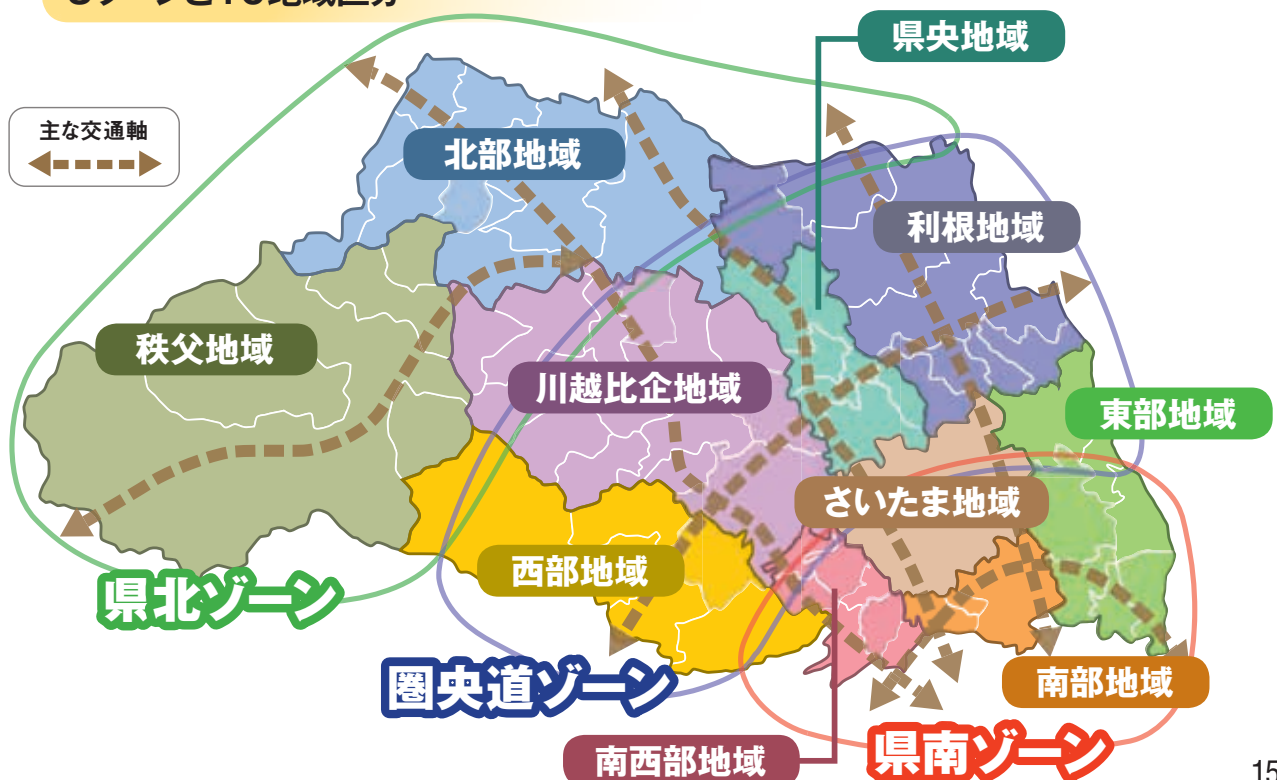 県央地域
主な交通軸
北部地域
利根地域
秩父地域
川越比企地域
東部地域
さいたま地域
西部地域
県北ゾーン
圏央道ゾーン
南部地域
県南ゾーン
南西部地域
15